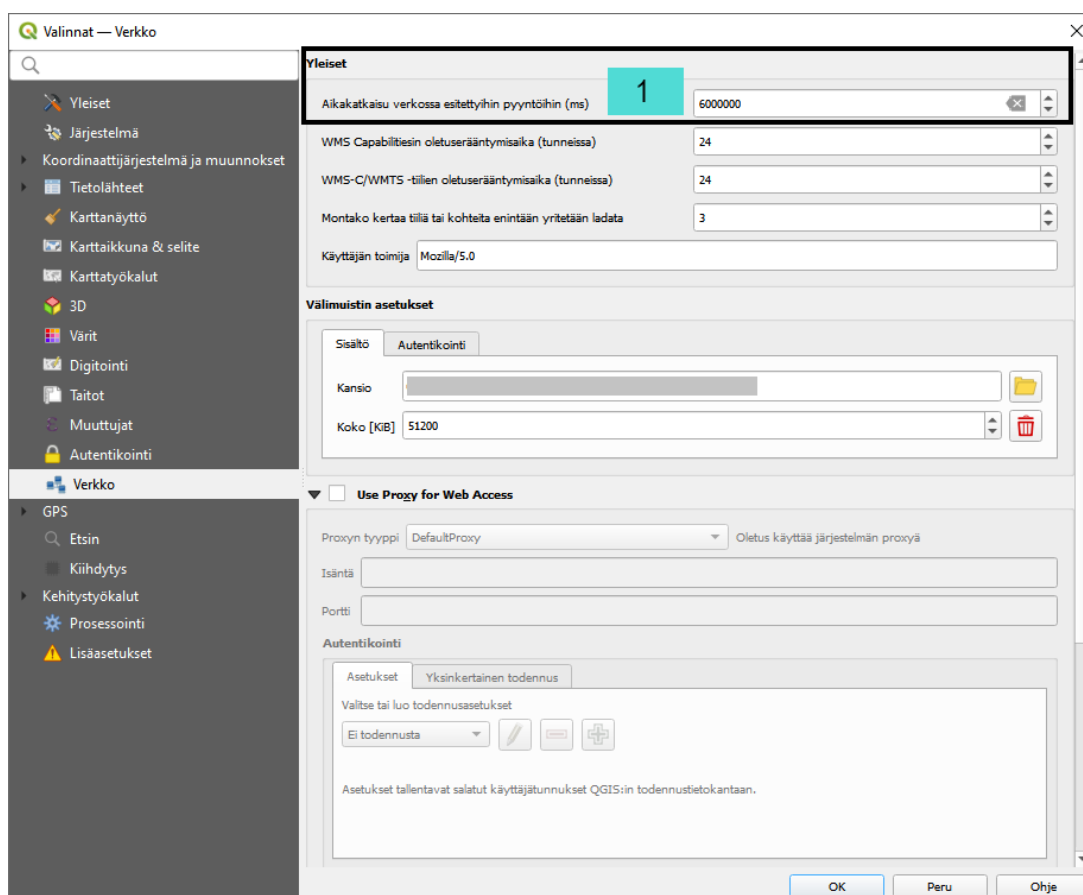 Valinnat — Verkko
Yleiset
Järjestelmä
Koordinaattijärjestelmä ja muunnokset
Tietolähteet
Karttanäyttö
Karttaikkuna & selite
Karttatyökalut
3D
Värit
Digitointi
Taitot
Muuttujat
Autentikointi
Verkko
GPS
Etsin
Kiihdytys
Kehitystyökalut
Prosessointi
Lisäasetukset
Yleiset
1
Aikakatkaisu verkossa esitettyihin pyyntöihin (ms) 6000000
WMS Capabilitiesin oletuserääntymisaika (tunneissa) 24
WMS-C/WMTS -tiilien oletuserääntymisaika (tunneissa) 24
Montako kertaa tiiliä tai kohteita enintään yritetään ladata 3
Käyttäjän toimija Mozilla/5.0
Välimuistin asetukset
Sisältö Autentikointi
Kansio
Koko [KiB] 51200
Use Proxy for Web Access
Proxyn tyyppi DefaultProxy Oletus käyttää järjestelmän proxyä
Isäntä
Portti
Autentikointi
Asetukset Yksinkertainen todennus
Valitse tai luo todennusasetukset
Ei todennusta
Asetukset tallentavat salatut käyttäjätunnukset QGIS:in todennustietokantaan.
OK Peru Ohje